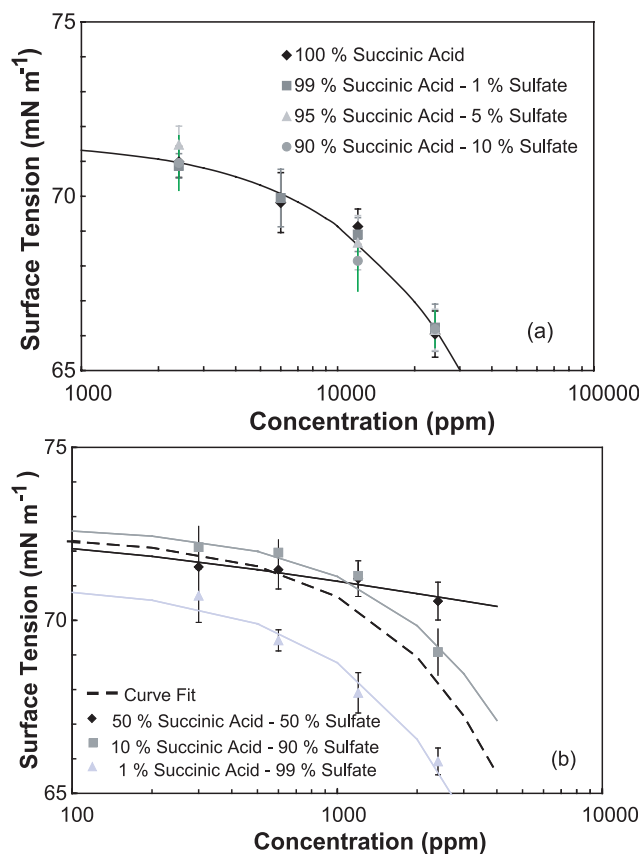 75
100 % Succinic Acid
99 % Succinic Acid - 1 % Sulfate
95 % Succinic Acid - 5 % Sulfate
90 % Succinic Acid - 10 % Sulfate
70
Surface Tension (mN m⁻¹)
(a)
65
1000 10000 100000
Concentration (ppm)
75
70
Surface Tension (mN m⁻¹)
Curve Fit
50 % Succinic Acid - 50 % Sulfate
10 % Succinic Acid - 90 % Sulfate
1 % Succinic Acid - 99 % Sulfate
(b)
65
100 1000 10000
Concentration (ppm)